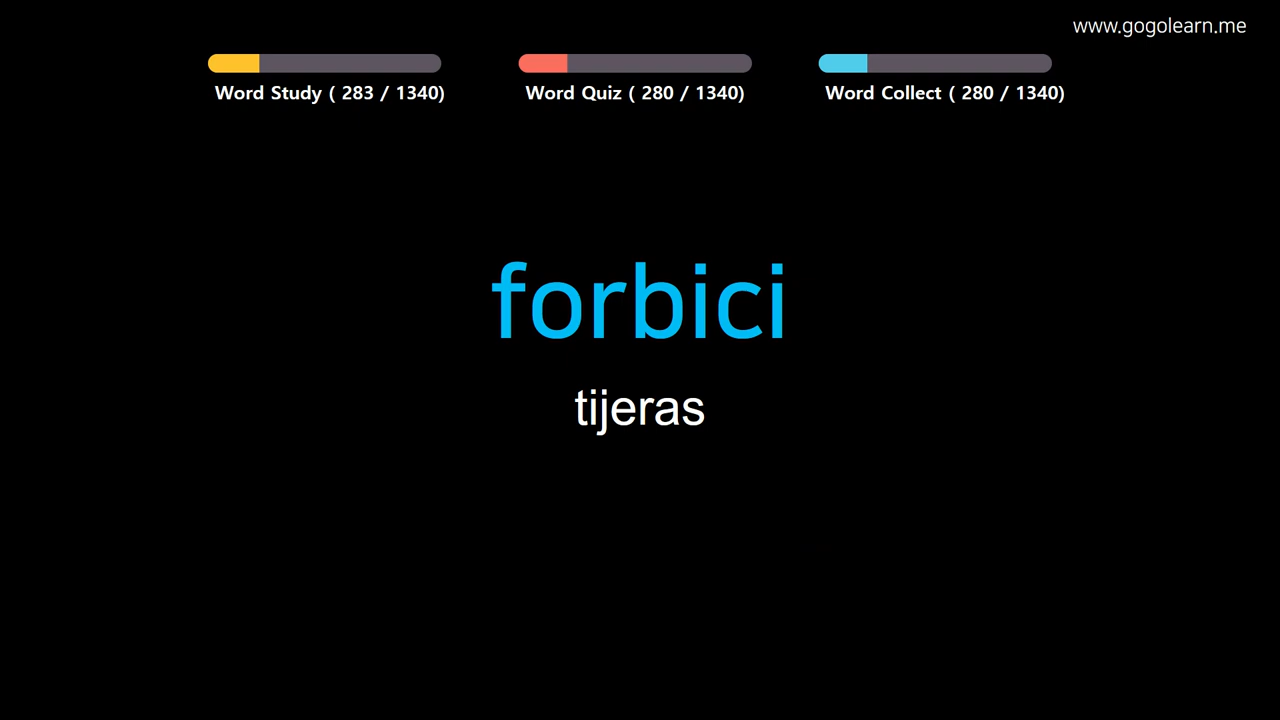 www.gogolearn.me
Word Study ( 283 / 1340)
Word Quiz ( 280 / 1340)
Word Collect ( 280 / 1340)
forbici
tijeras